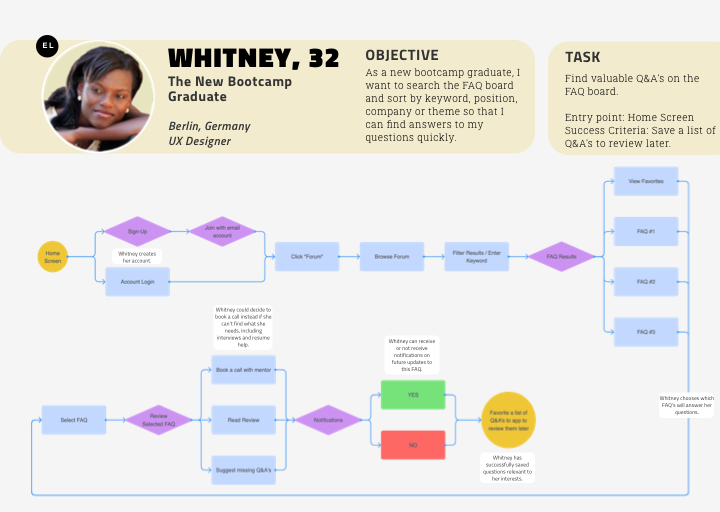 EL
WHITNEY, 32
The New Bootcamp
Graduate
Berlin, Germany
UX Designer
OBJECTIVE
As a new bootcamp graduate, I
want to search the FAQ board
and sort by keyword, position,
company or theme so that I
can find answers to my
questions quickly.
TASK
Find valuable Q&A's on the
FAQ board.
Entry point: Home Screen
Success Criteria: Save a list of
Q&A's to review later.
Home
Screen
Sign-Up
Join with email
account
Whitney creates
her account.
Account Login
Click "Forum"
Browse Forum
Filter Results / Enter
Keyword
FAQ Results
View Favorites
FAQ #1
FAQ #2
FAQ #3
Whitney chooses which
FAQ's will answer her
questions.
Select FAQ
Review
Selected FAQ
Whitney could decide to
book a call instead if she
can't find what she
needs, including
interviews and resume
help.
Book a call with mentor
Read Review
Suggest missing Q&A's
Notifications
Whitney can receive
or not receive
notifications on
future updates to
this FAQ.
YES
NO
Favorite a list of
Q&A's to app to
review them later
Whitney has
successfully saved
questions relevant to
her interests.